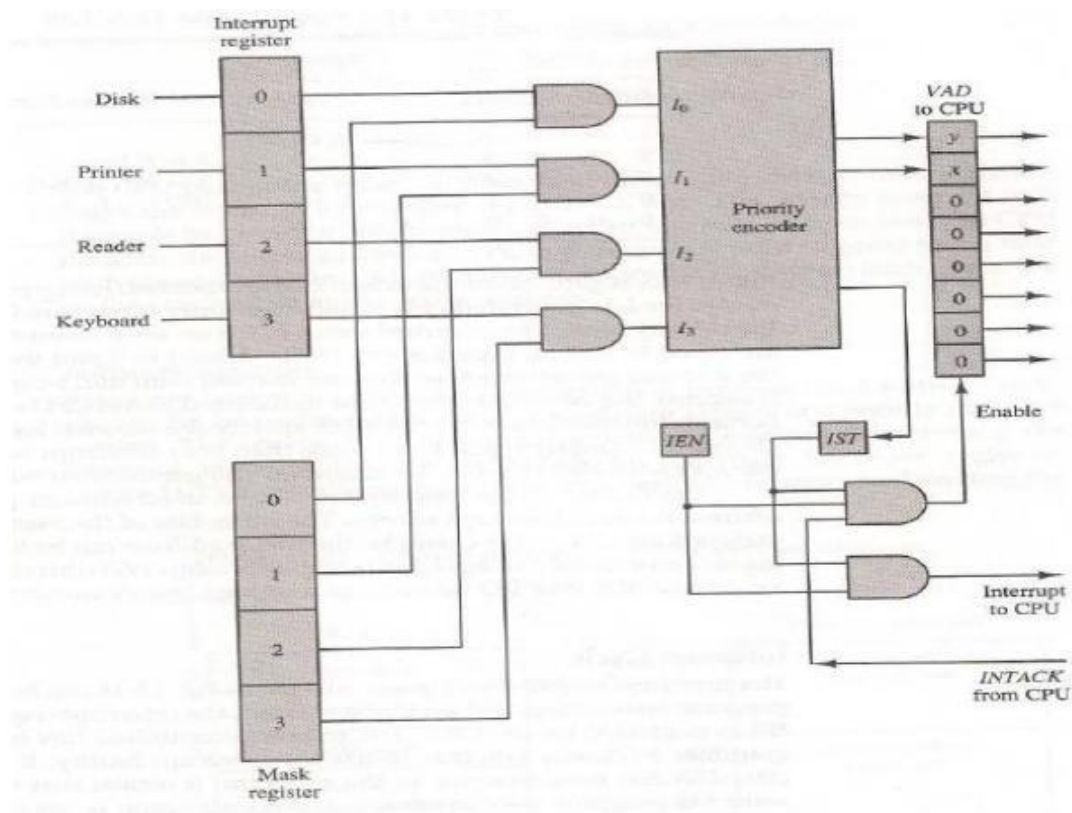 Interrupt
register
Disk
0
Printer
1
Reader
2
Keyboard
3
I0
I1
I2
I3
Priority
encoder
VAD
to CPU
y
x
0
0
0
0
0
0
Enable
IEN
IST
0
1
2
3
Mask
register
Interrupt
to CPU
INTACK
from CPU